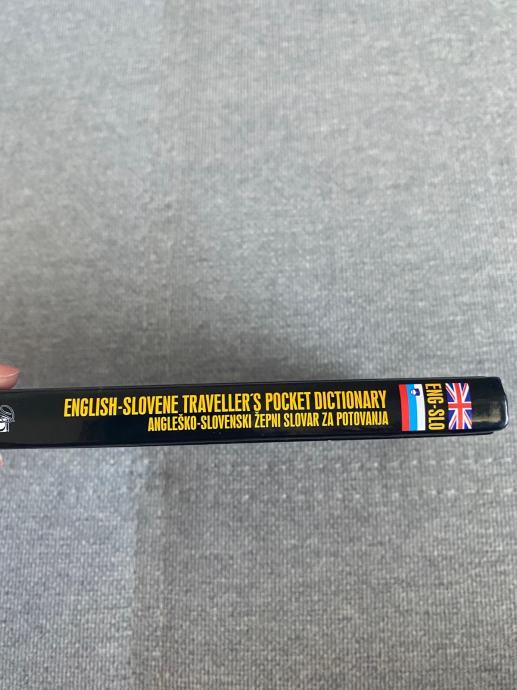 ENGLISH-SLOVENE TRAVELLER´S POCKET DICTIONARY
ANGLEŠKO-SLOVENSKI ŽEPNI SLOVAR ZA POTOVANJA
ENG-SLO